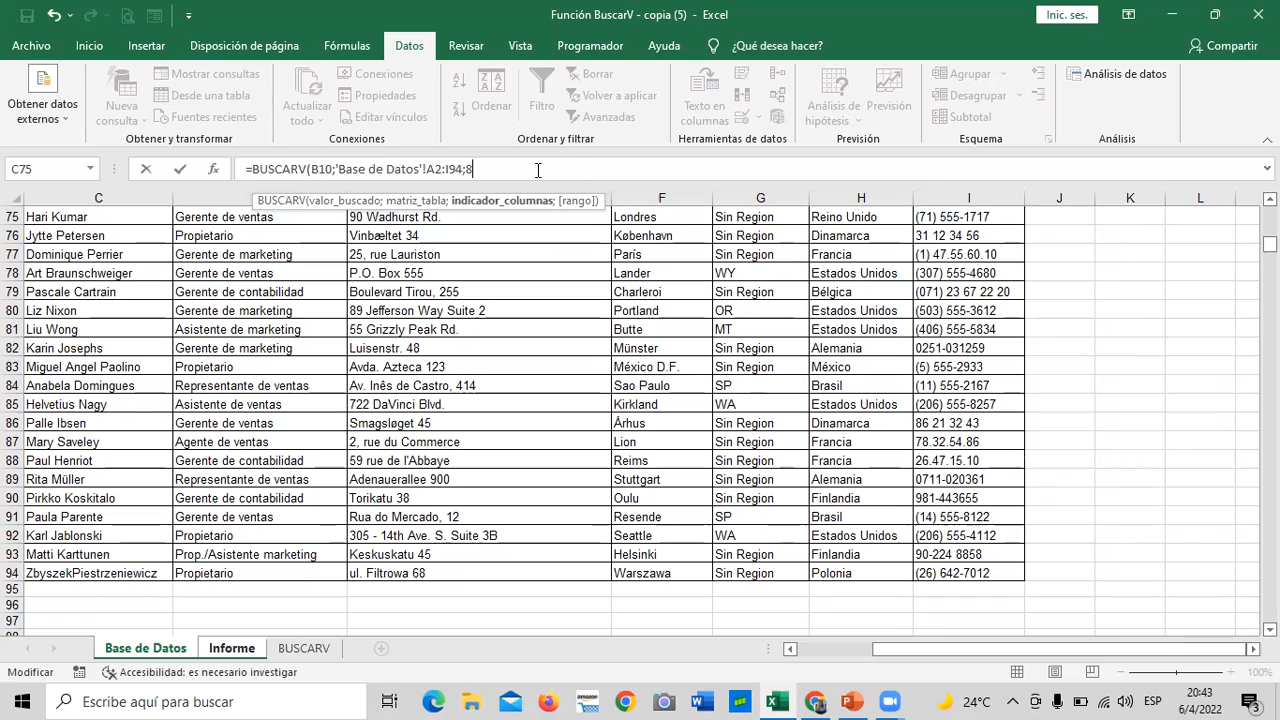 Función BuscarV - copia (5) - Excel
Inic. ses.
Archivo Inicio Insertar Disposición de página Fórmulas Datos Revisar Vista Programador Ayuda ¿Qué desea hacer? Compartir
Obtener datos externos
Nueva consulta
Mostrar consultas
Desde una tabla
Fuentes recientes
Obtener y transformar
Actualizar todo
Conexiones
Propiedades
Editar vínculos
Conexiones
Ordenar
Filtro
Borrar
Volver a aplicar
Avanzadas
Ordenar y filtrar
Texto en columnas
Herramientas de datos
Análisis de hipótesis
Previsión
Previsión
Agrupar
Desagrupar
Subtotal
Esquema
Análisis de datos
Análisis
C75 fx =BUSCARV(B10;'Base de Datos'!A2:I94;8
BUSCARV(valor_buscado; matriz_tabla; indicador_columnas; [rango])
C F G H I J K L
75 Hari Kumar Gerente de ventas 90 Wadhurst Rd. Londres Sin Region Reino Unido (71) 555-1717
76 Jytte Petersen Propietario Vinbæltet 34 København Sin Region Dinamarca 31 12 34 56
77 Dominique Perrier Gerente de marketing 25, rue Lauriston París Sin Region Francia (1) 47.55.60.10
78 Art Braunschweiger Gerente de ventas P.O. Box 555 Lander WY Estados Unidos (307) 555-4680
79 Pascale Cartrain Gerente de contabilidad Boulevard Tirou, 255 Charleroi Sin Region Bélgica (071) 23 67 22 20
80 Liz Nixon Gerente de marketing 89 Jefferson Way Suite 2 Portland OR Estados Unidos (503) 555-3612
81 Liu Wong Asistente de marketing 55 Grizzly Peak Rd. Butte MT Estados Unidos (406) 555-5834
82 Karin Josephs Gerente de marketing Luisenstr. 48 Münster Sin Region Alemania 0251-031259
83 Miguel Angel Paolino Propietario Avda. Azteca 123 México D.F. Sin Region México (5) 555-2933
84 Anabela Domingues Representante de ventas Av. Inês de Castro, 414 Sao Paulo SP Brasil (11) 555-2167
85 Helvetius Nagy Asistente de ventas 722 DaVinci Blvd. Kirkland WA Estados Unidos (206) 555-8257
86 Palle Ibsen Gerente de ventas Smagsløget 45 Århus Sin Region Dinamarca 86 21 32 43
87 Mary Saveley Agente de ventas 2, rue du Commerce Lion Sin Region Francia 78.32.54.86
88 Paul Henriot Gerente de contabilidad 59 rue de l'Abbaye Reims Sin Region Francia 26.47.15.10
89 Rita Müller Representante de ventas Adenauerallee 900 Stuttgart Sin Region Alemania 0711-020361
90 Pirkko Koskitalo Gerente de contabilidad Torikatu 38 Oulu Sin Region Finlandia 981-443655
91 Paula Parente Gerente de ventas Rua do Mercado, 12 Resende SP Brasil (14) 555-8122
92 Karl Jablonski Propietario 305 - 14th Ave. S. Suite 3B Seattle WA Estados Unidos (206) 555-4112
93 Matti Karttunen Prop./Asistente marketing Keskuskatu 45 Helsinki Sin Region Finlandia 90-224 8858
94 ZbyszekPiestrzeniewicz Propietario ul. Filtrowa 68 Warszawa Sin Region Polonia (26) 642-7012
95
96
97
98
Base de Datos Informe BUSCARV
Modificar Accesibilidad: es necesario investigar 100%
Escribe aquí para buscar amazon 24°C ESP 20:43
6/4/2022 3